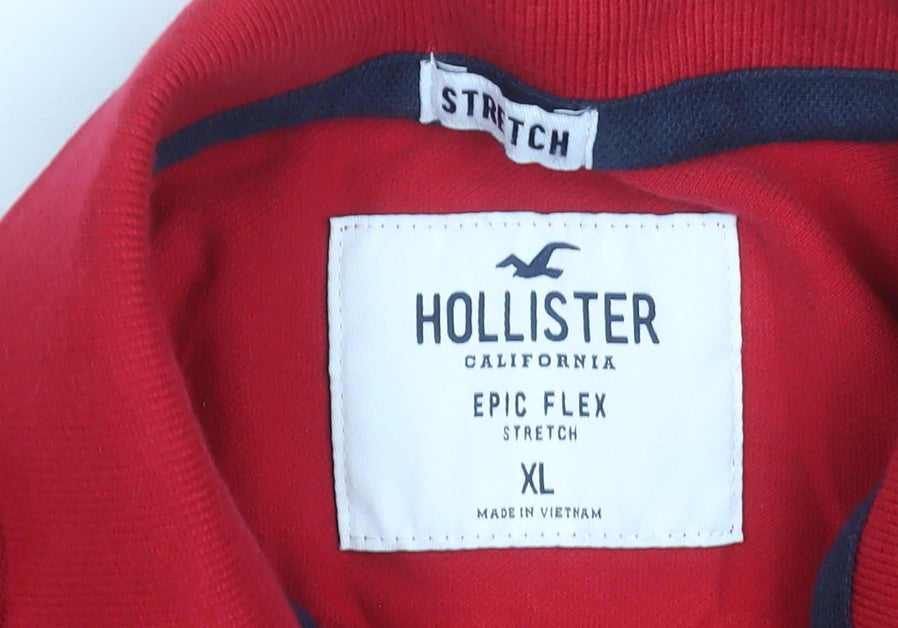 STRETCH
HOLLISTER
CALIFORNIA
EPIC FLEX
STRETCH
XL
MADE IN VIETNAM